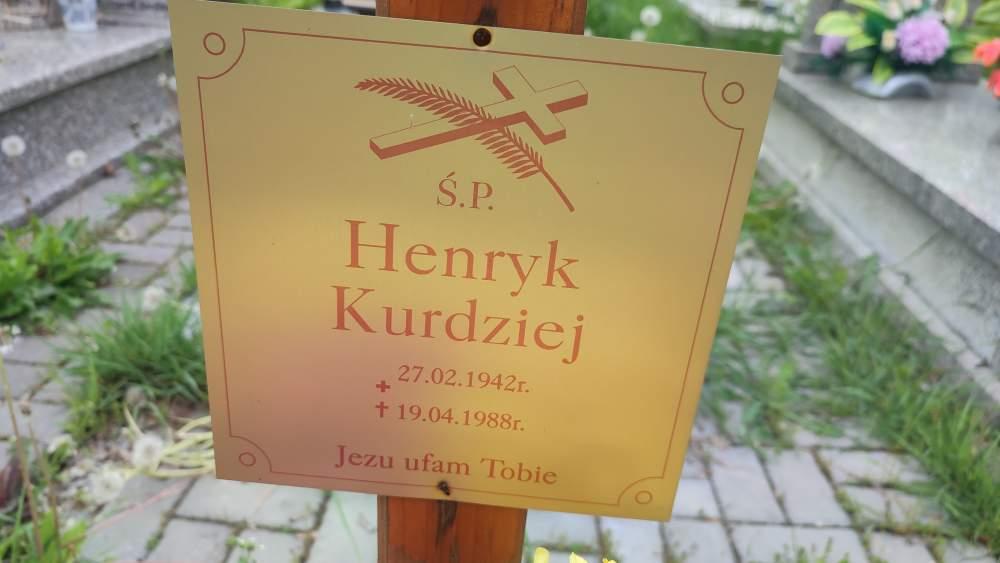 Ś.P.
Henryk
Kurdziej
27.02.1942r.
✝ 19.04.1988r.
Jezu ufam Tobie